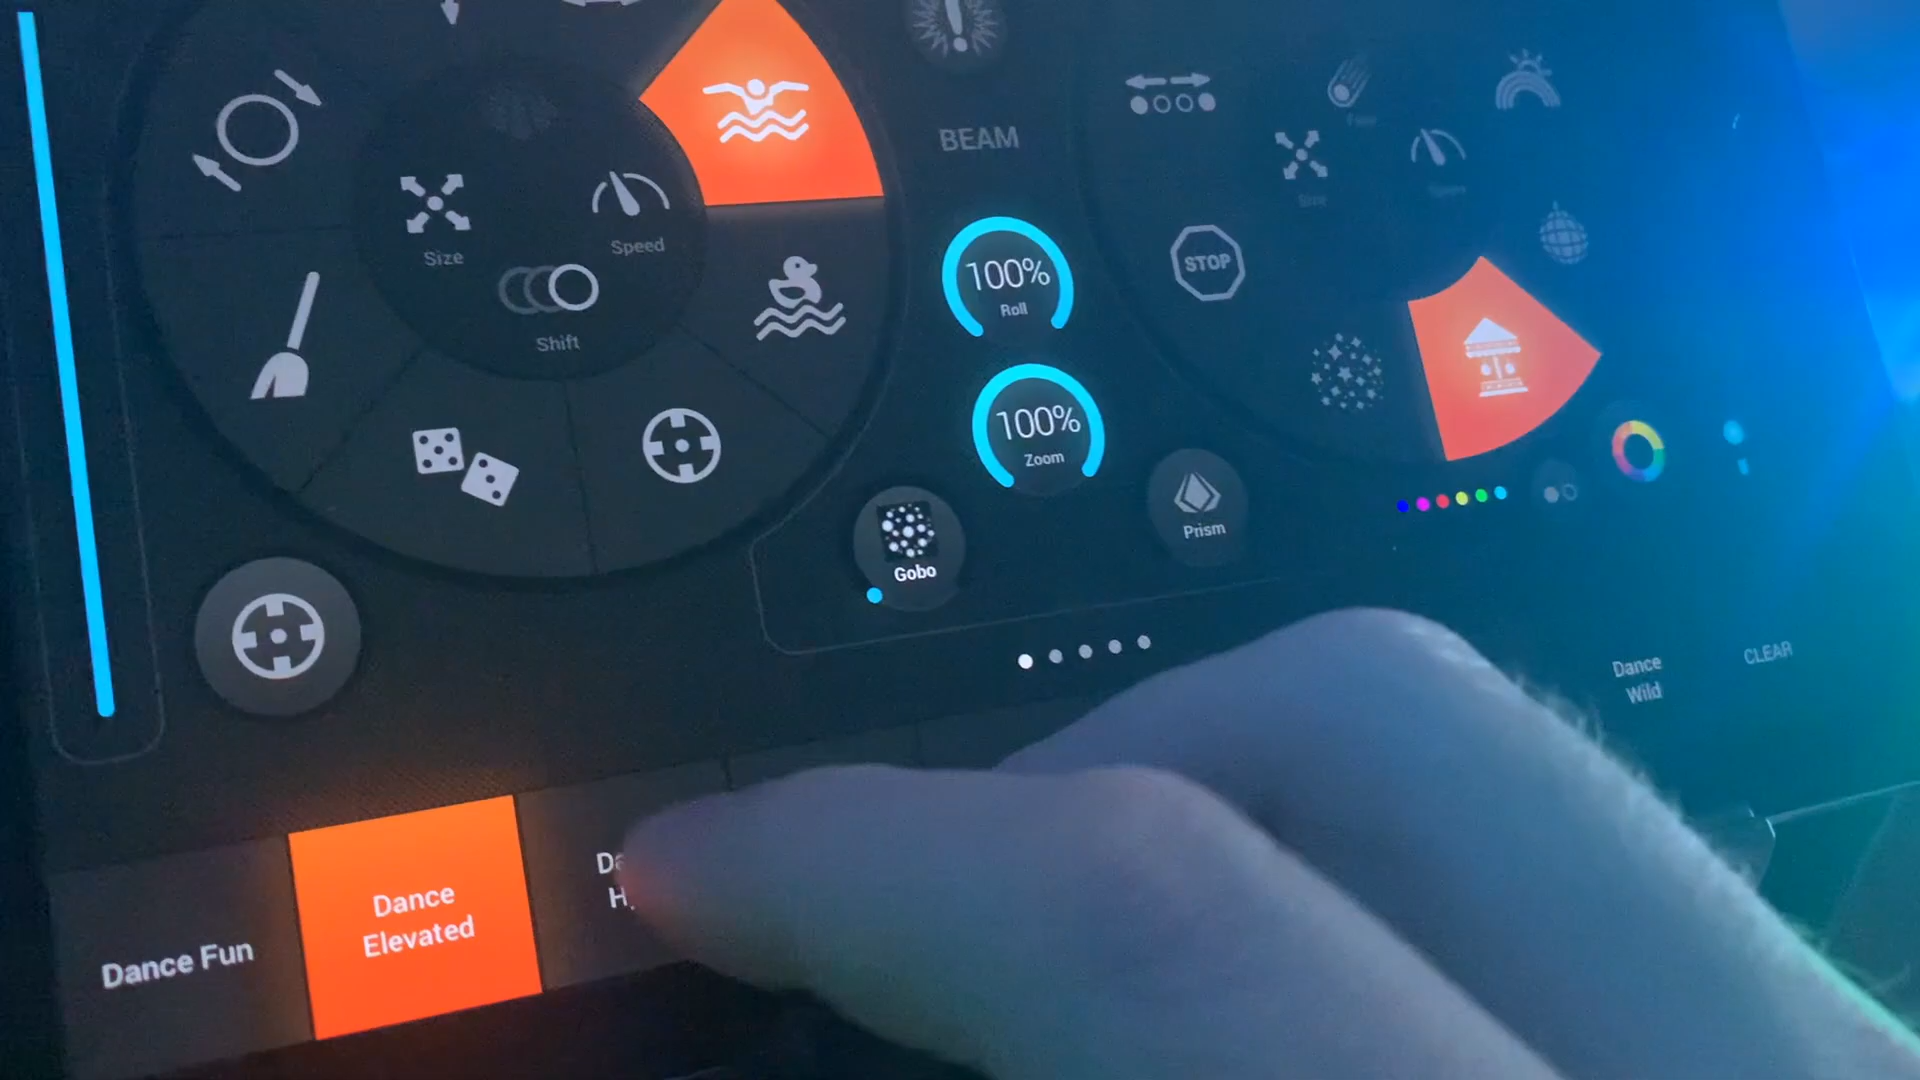 BEAM
Size
Speed
Shift
100%
Roll
100%
Zoom
STOP
Gobo
Prism
Dance
Wild
CLEAR
Dance
Elevated
Dance Fun